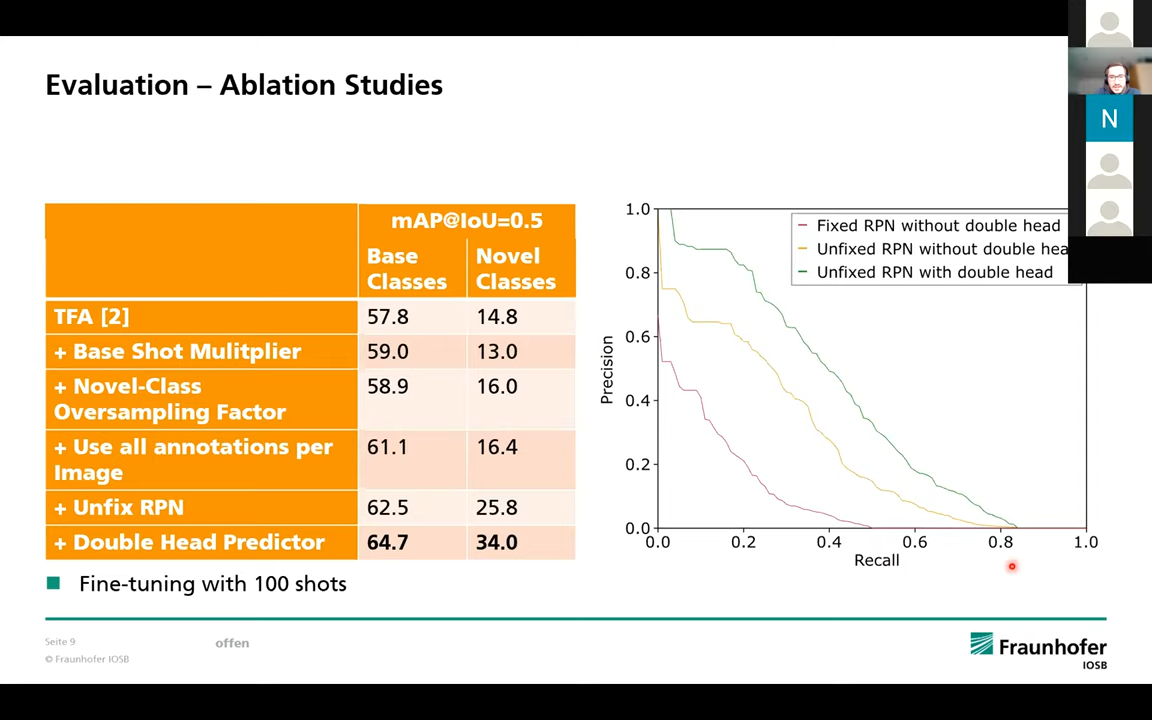 Evaluation – Ablation Studies
N
mAP@IoU=0.5
Base
Classes
Novel
Classes
TFA [2]
57.8
14.8
+ Base Shot Mulitplier
59.0
13.0
+ Novel-Class
Oversampling Factor
58.9
16.0
+ Use all annotations per
Image
61.1
16.4
+ Unfix RPN
62.5
25.8
+ Double Head Predictor
64.7
34.0
Fine-tuning with 100 shots
Fixed RPN without double head
Unfixed RPN without double hea
Unfixed RPN with double head
Precision
1.0
0.8
0.6
0.4
0.2
0.0
0.0
0.2
0.4
0.6
0.8
1.0
Recall
Seite 9
offen
© Fraunhofer IOSB
Fraunhofer
IOSB